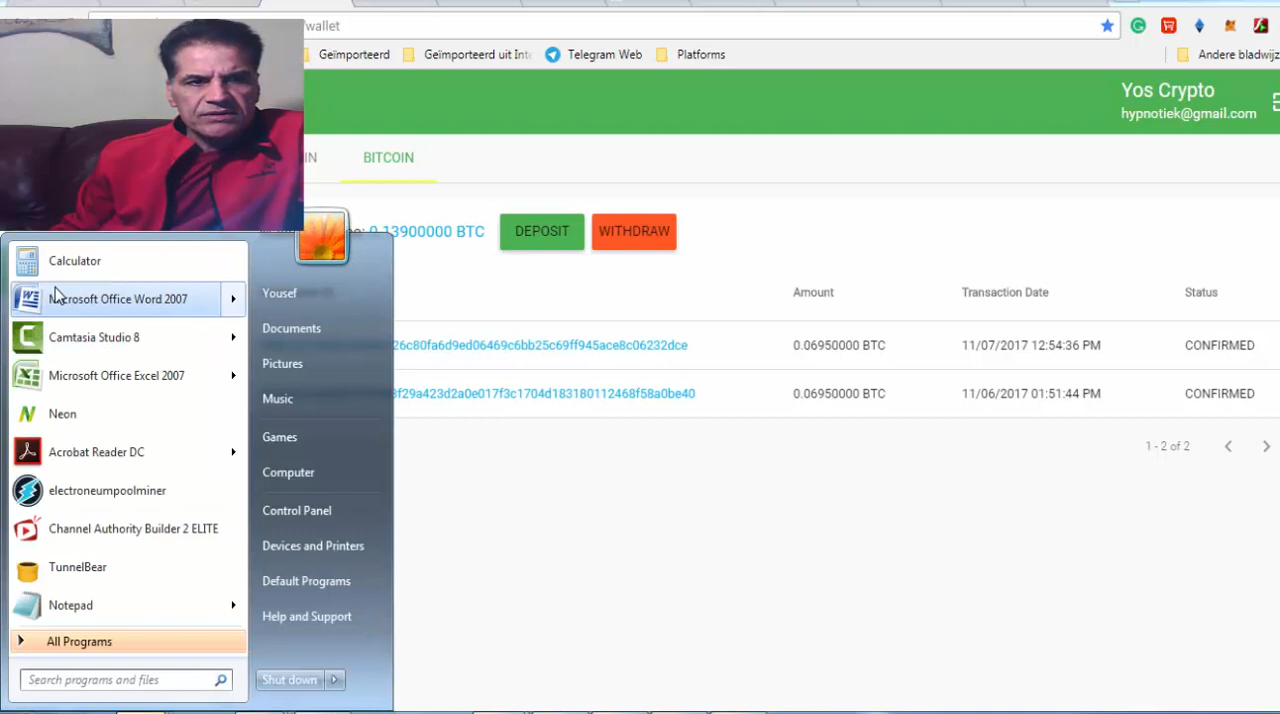 wallet
Geïmporteerd
Geïmporteerd uit Inte
Telegram Web
Platforms
Andere bladwijz
Yos Crypto
hypnotiek@gmail.com
IN
BITCOIN
0.13900000 BTC
DEPOSIT
WITHDRAW
Amount
Transaction Date
Status
26c80fa6d9ed06469c6bb25c69ff945ace8c06232dce
0.06950000 BTC
11/07/2017 12:54:36 PM
CONFIRMED
f29a423d2a0e017f3c1704d183180112468f58a0be40
0.06950000 BTC
11/06/2017 01:51:44 PM
CONFIRMED
1 - 2 of 2
Calculator
Microsoft Office Word 2007
Camtasia Studio 8
Microsoft Office Excel 2007
Neon
Acrobat Reader DC
electroneumpoolminer
Channel Authority Builder 2 ELITE
TunnelBear
Notepad
All Programs
Search programs and files
Yousef
Documents
Pictures
Music
Games
Computer
Control Panel
Devices and Printers
Default Programs
Help and Support
Shut down